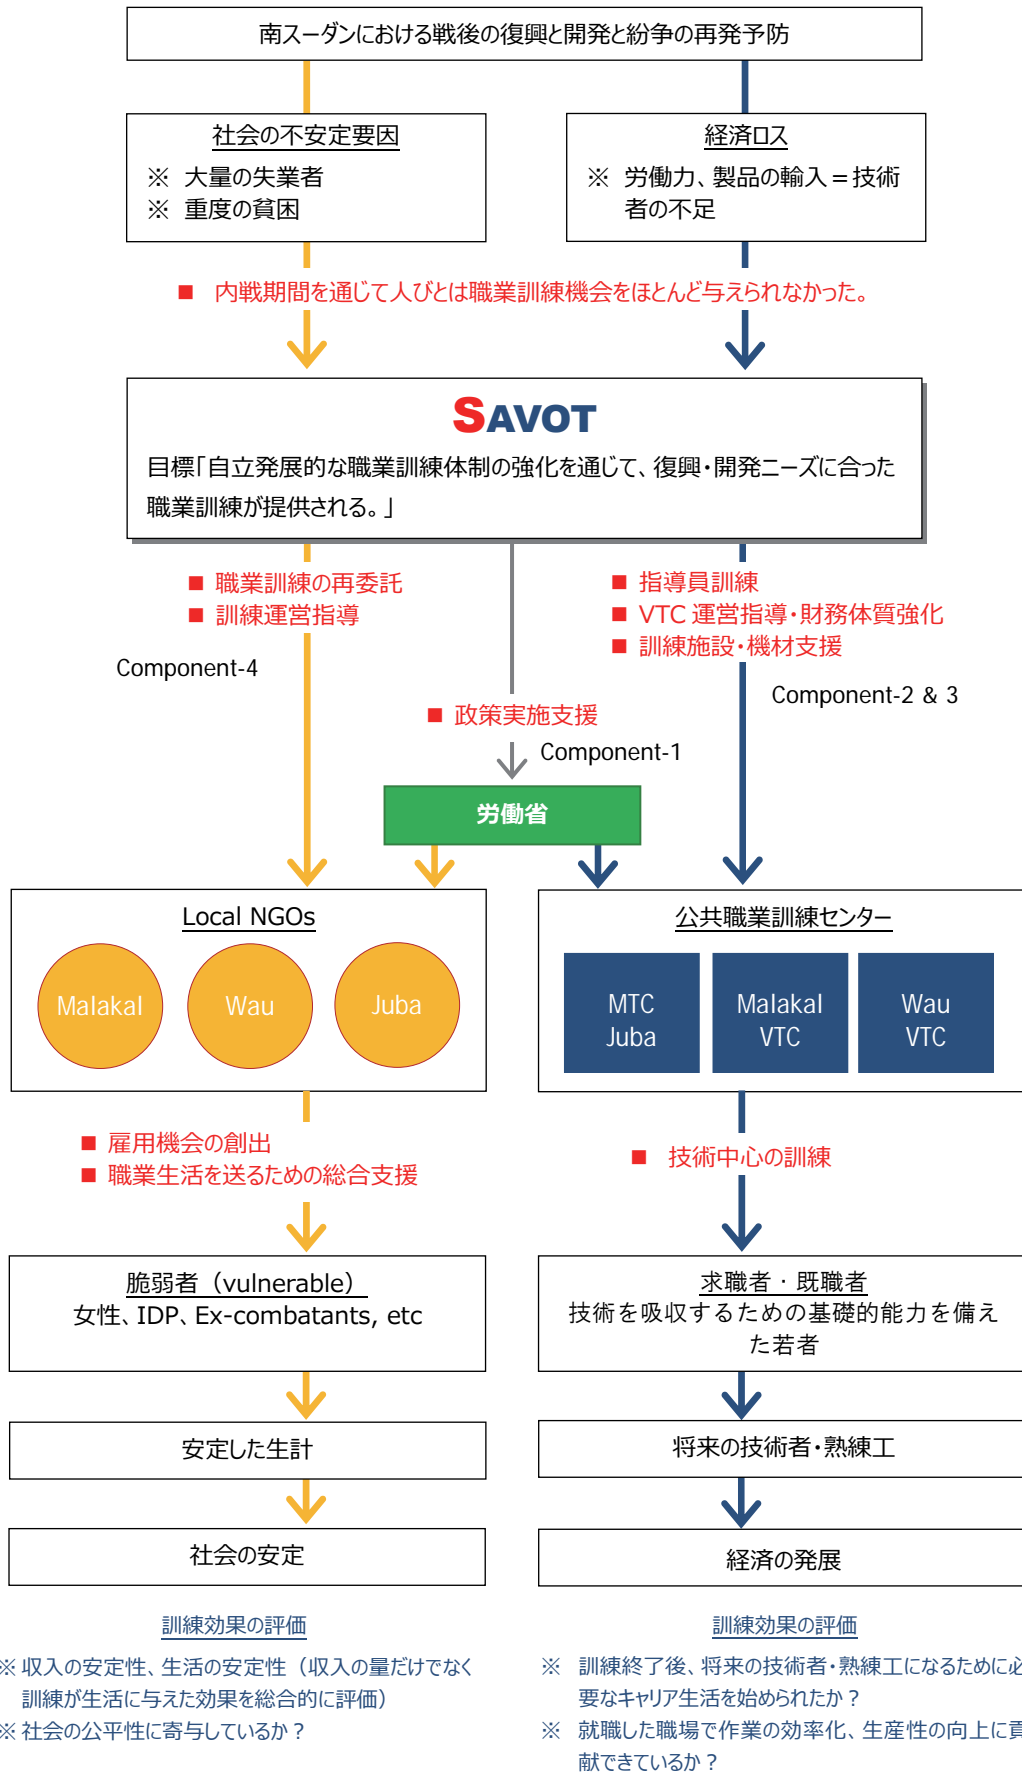 南スーダンにおける戦後の復興と開発と紛争の再発予防
社会の不安定要因
※ 大量の失業者
※ 重度の貧困
経済ロス
※ 労働力、製品の輸入＝技術
者の不足
■ 内戦期間を通じて人びとは職業訓練機会をほとんど与えられなかった。
SAVOT
目標「自立発展的な職業訓練体制の強化を通じて、復興・開発ニーズに合った
職業訓練が提供される。」
■ 職業訓練の再委託
■ 訓練運営指導
Component-4
■ 指導員訓練
■ VTC 運営指導・財務体質強化
■ 訓練施設・機材支援
Component-2 & 3
■ 政策実施支援
Component-1
労働省
Local NGOs
Malakal
Wau
Juba
公共職業訓練センター
MTC
Juba
Malakal
VTC
Wau
VTC
■ 雇用機会の創出
■ 職業生活を送るための総合支援
■ 技術中心の訓練
脆弱者（vulnerable）
女性、IDP、Ex-combatants, etc
求職者・既職者
技術を吸収するための基礎的能力を備え
た若者
安定した生計
将来の技術者・熟練工
社会の安定
経済の発展
訓練効果の評価
※ 収入の安定性、生活の安定性（収入の量だけでなく
訓練が生活に与えた効果を総合的に評価）
※ 社会の公平性に寄与しているか？
訓練効果の評価
※ 訓練終了後、将来の技術者・熟練工になるために必
要なキャリア生活を始められたか？
※ 就職した職場で作業の効率化、生産性の向上に貢
献できているか？